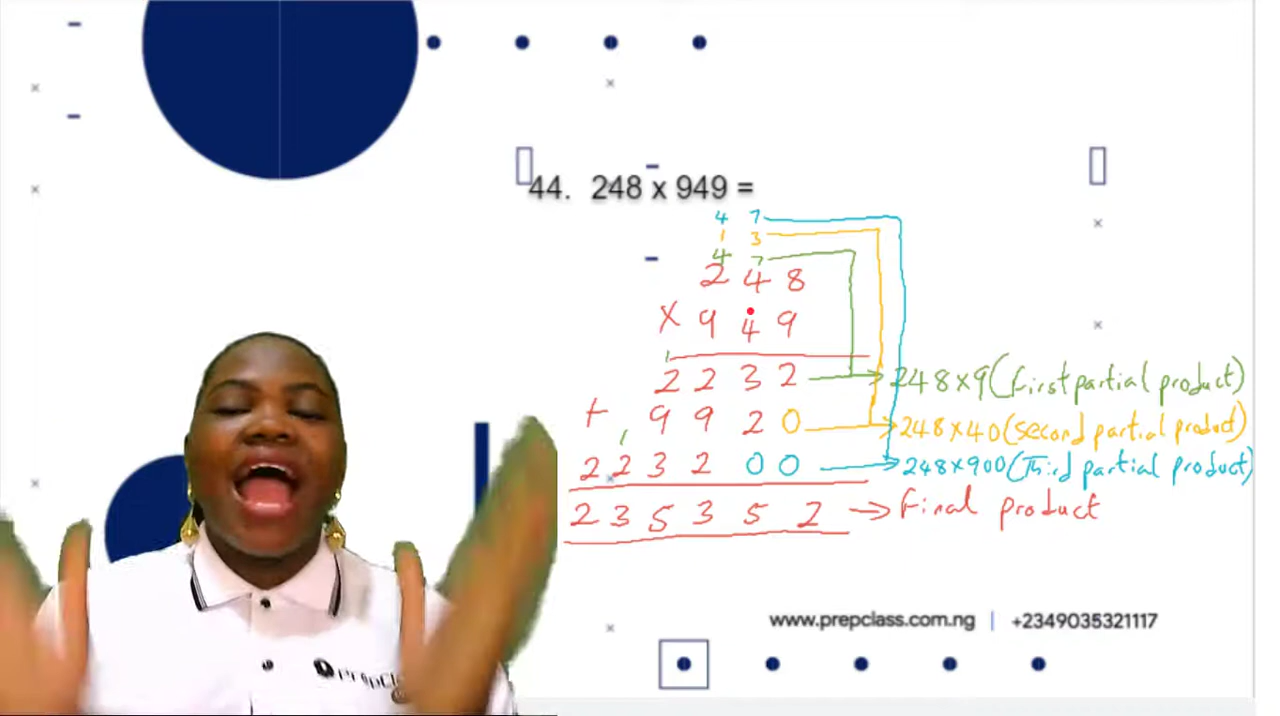 44. 248 x 949 =
4 7
1 3
4 7
2 4 8
X 9 4 9
1
2 2 3 2 → 248x9 (First partial product)
+ 9 9 2 0 → 248x40 (second partial product)
1
2 2 3 2 0 0 → 248x900 (Third partial product)
2 3 5 3 5 2 → Final product
www.prepclass.com.ng | +2349035321117